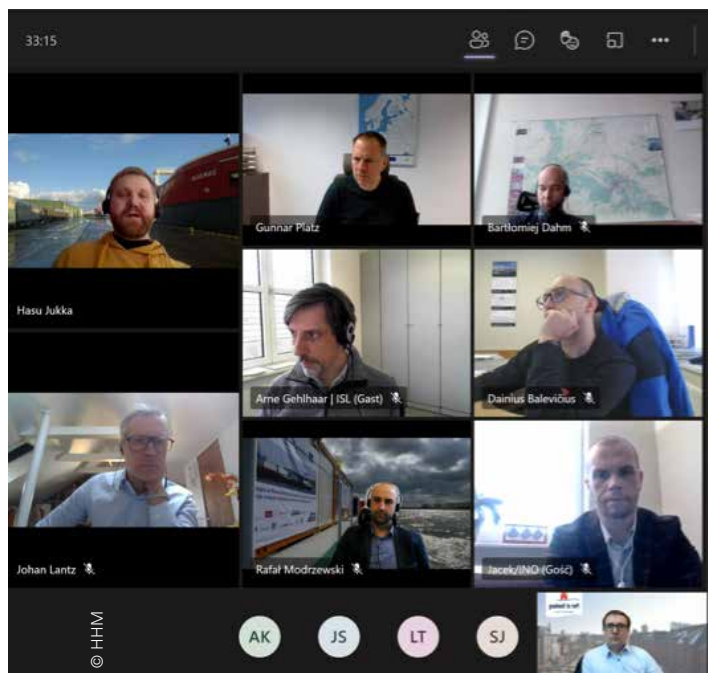 33:15
Hasu Jukka
Gunnar Platz
Bartłomiej Dahm
Arne Gehlhaar | ISL (Gast)
Dainius Balevičius
Johan Lantz
Rafał Modrzewski
Jacek/INO (Gość)
AK
JS
LT
SJ
© HHM